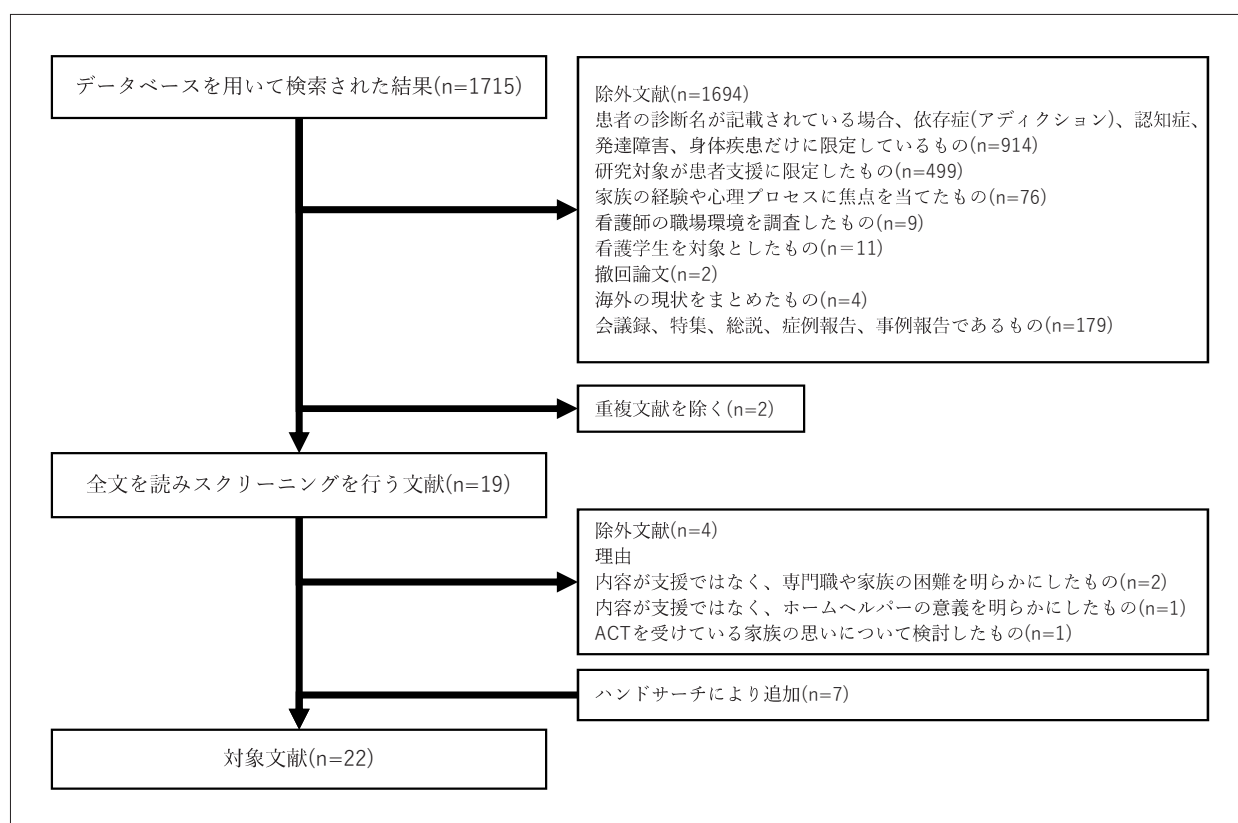 データベースを用いて検索された結果(n=1715)
除外文献(n=1694)
患者の診断名が記載されている場合、依存症(アディクション)、認知症、
発達障害、身体疾患だけに限定しているもの(n=914)
研究対象が患者支援に限定したもの(n=499)
家族の経験や心理プロセスに焦点を当てたもの(n=76)
看護師の職場環境を調査したもの(n=9)
看護学生を対象としたもの(n＝11)
撤回論文(n=2)
海外の現状をまとめたもの(n=4)
会議録、特集、総説、症例報告、事例報告であるもの(n=179)
重複文献を除く(n=2)
全文を読みスクリーニングを行う文献(n=19)
除外文献(n=4)
理由
内容が支援ではなく、専門職や家族の困難を明らかにしたもの(n=2)
内容が支援ではなく、ホームヘルパーの意義を明らかにしたもの(n=1)
ACTを受けている家族の思いについて検討したもの(n=1)
ハンドサーチにより追加(n=7)
対象文献(n=22)